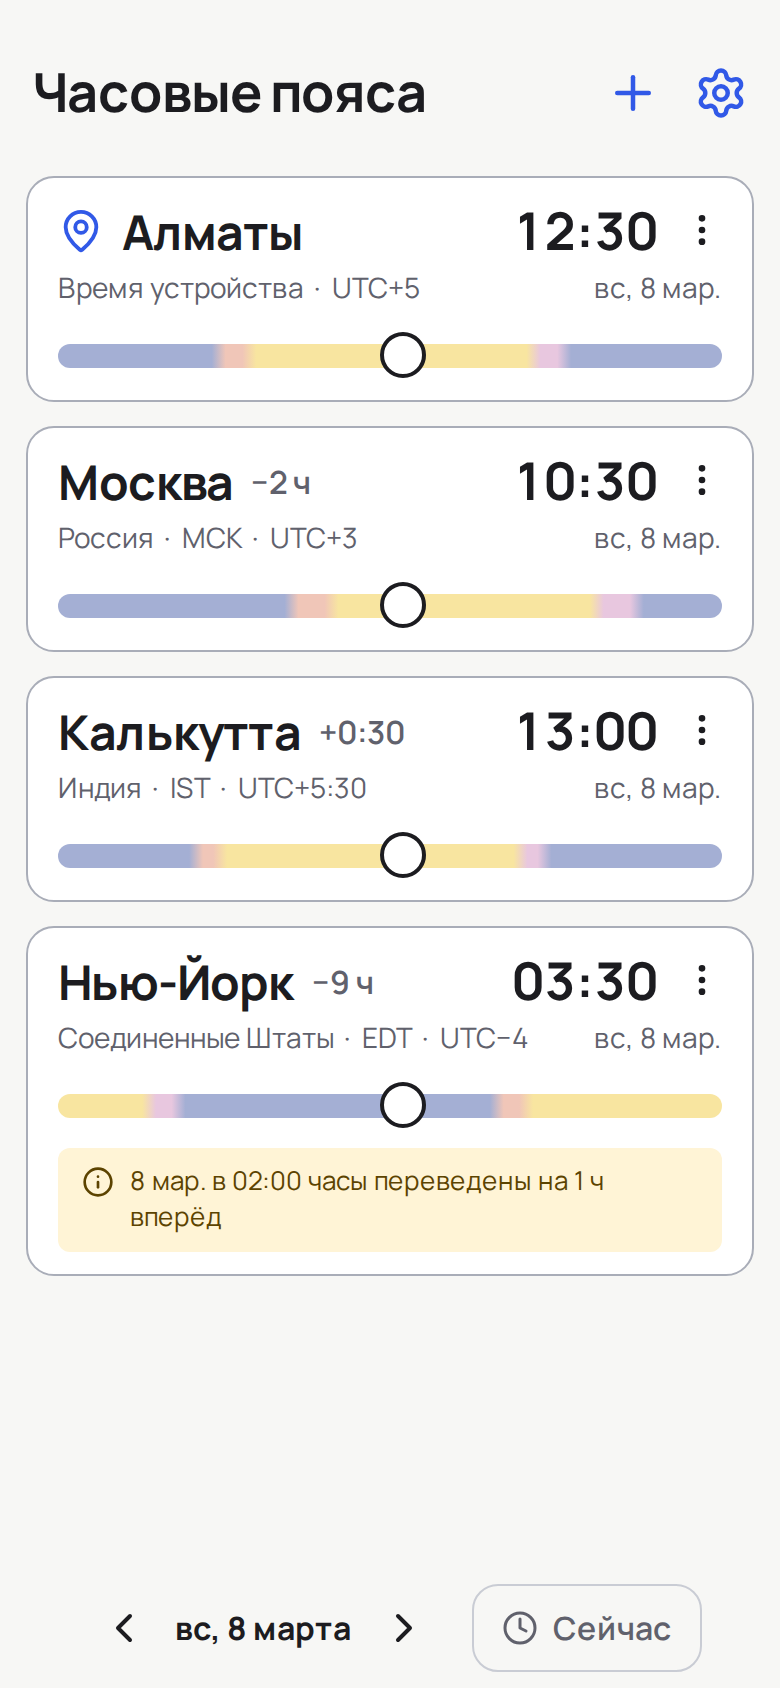 Часовые пояса
Алматы 12:30
Время устройства · UTC+5 вс, 8 мар.
Москва −2 ч 10:30
Россия · МСК · UTC+3 вс, 8 мар.
Калькутта +0:30 13:00
Индия · IST · UTC+5:30 вс, 8 мар.
Нью-Йорк −9 ч 03:30
Соединенные Штаты · EDT · UTC−4 вс, 8 мар.
8 мар. в 02:00 часы переведены на 1 ч
вперёд
вс, 8 марта Сейчас